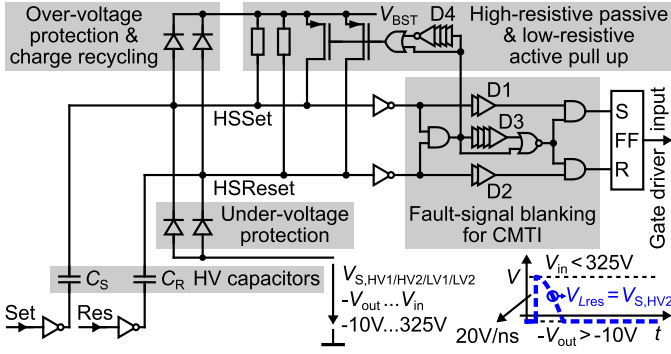 Over-voltage
protection &
charge recycling
V_BST
D4
High-resistive passive
& low-resistive
active pull up
HSSet
D1
D3
S
FF
R
Gate driver input
HSReset
D2
Under-voltage
protection
Fault-signal blanking
for CMTI
C_S
C_R HV capacitors
V_S,HV1/HV2/LV1/LV2
-V_out...V_in
-10V...325V
Set
Res
V
V_in<325V
V_Lres=V_S,HV2
20V/ns
-V_out>-10V
t